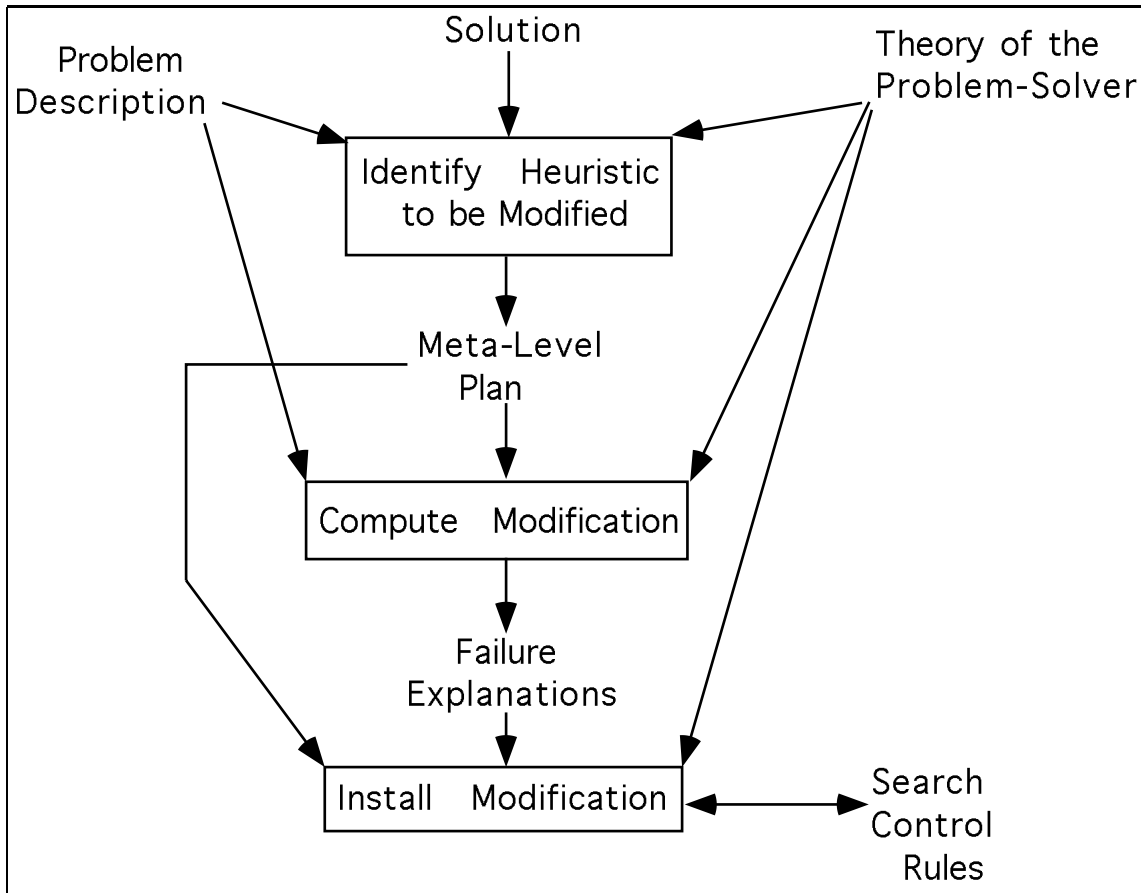 Solution
Problem
Description
Theory of the
Problem-Solver
Identify Heuristic
to be Modified
Meta-Level
Plan
Compute Modification
Failure
Explanations
Install Modification
Search
Control
Rules